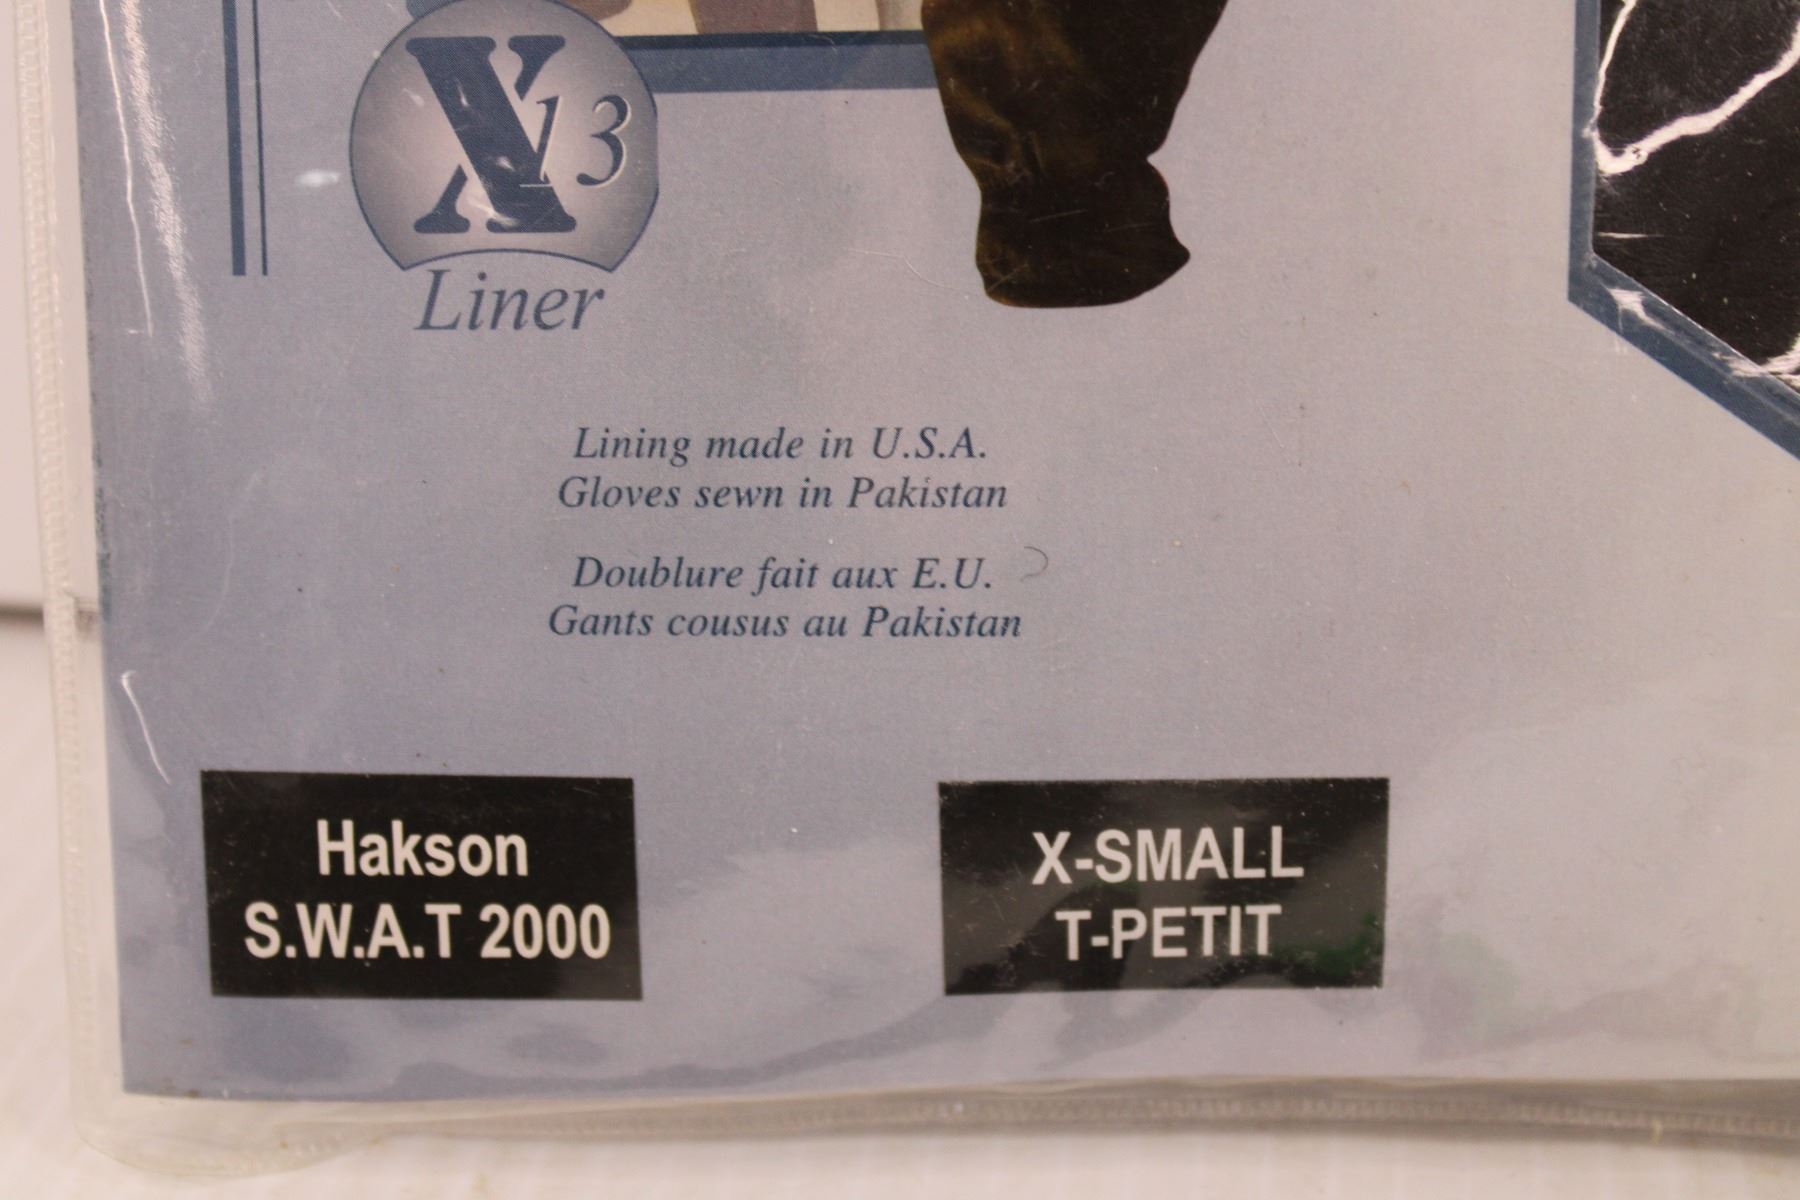 X13
Liner
Lining made in U.S.A.
Gloves sewn in Pakistan
Doublure fait aux E.U.
Gants cousus au Pakistan
Hakson
S.W.A.T 2000
X-SMALL
T-PETIT